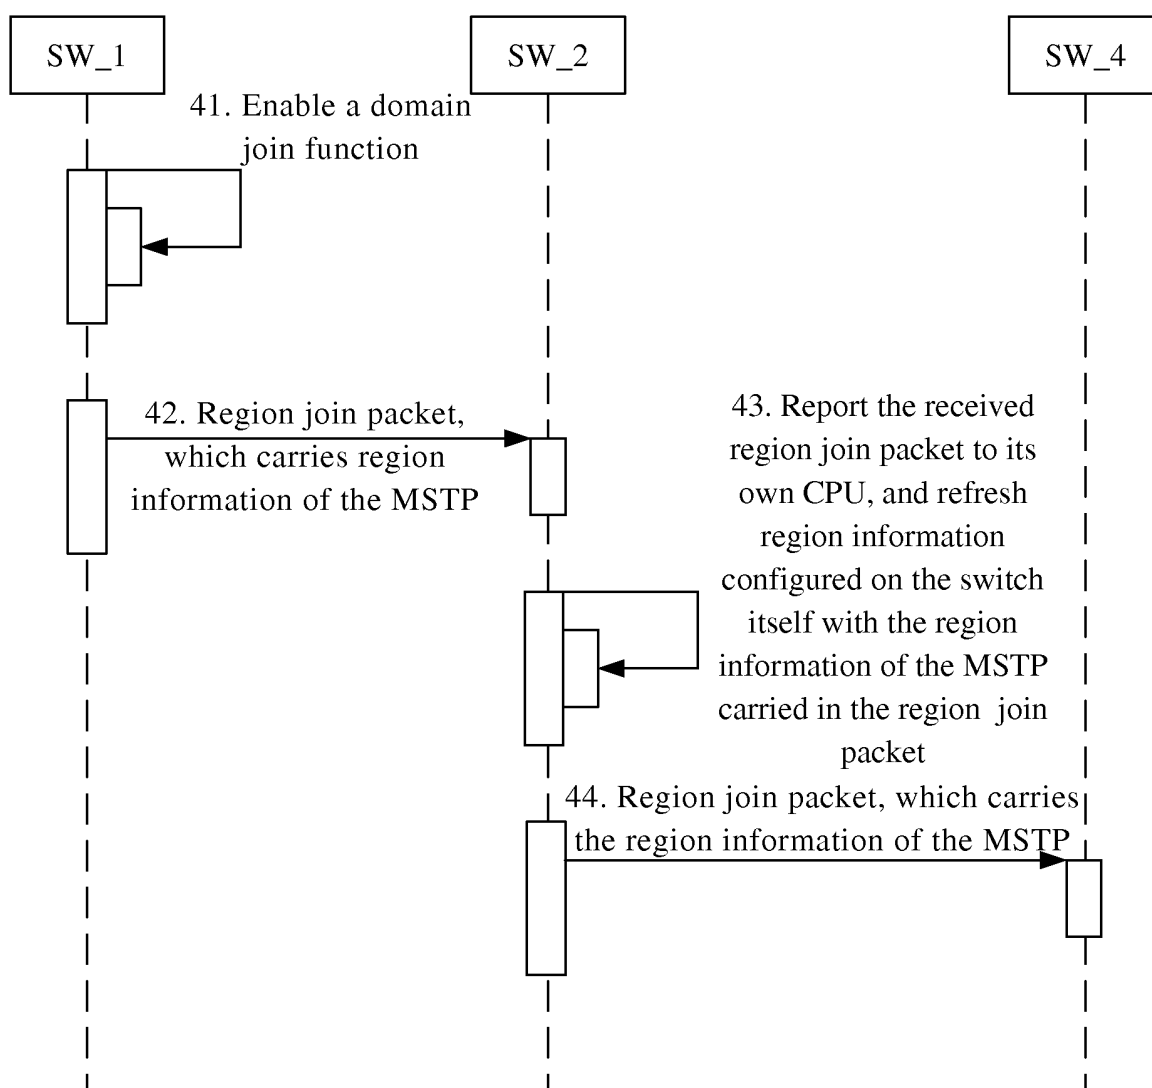 SW_1
SW_2
SW_4
41. Enable a domain
join function
42. Region join packet,
which carries region
information of the MSTP
43. Report the received
region join packet to its
own CPU, and refresh
region information
configured on the switch
itself with the region
information of the MSTP
carried in the region join
packet
44. Region join packet, which carries
the region information of the MSTP